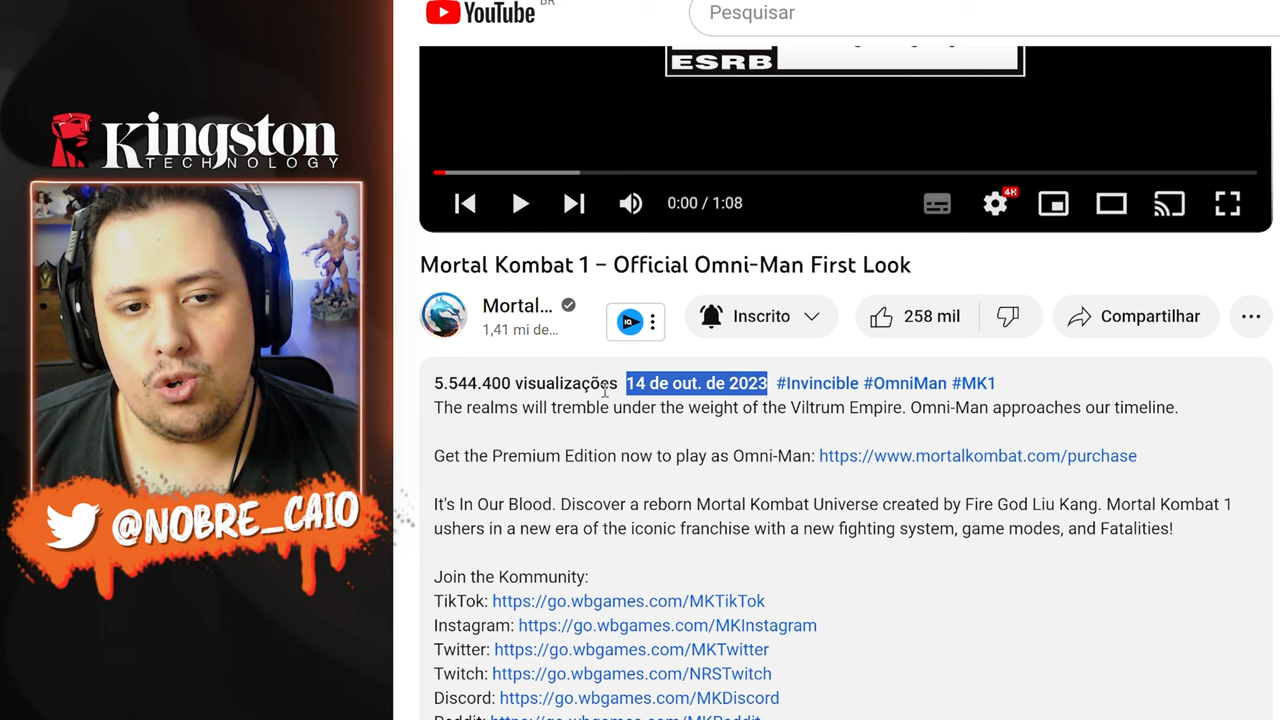 YouTube
BR
Pesquisar
ESRB
Kingston
TECHNOLOGY
0:00 / 1:08
4K
Mortal Kombat 1 – Official Omni-Man First Look
Mortal...
1,41 mi de...
iQ
Inscrito
258 mil
Compartilhar
5.544.400 visualizações 14 de out. de 2023 #Invincible #OmniMan #MK1
The realms will tremble under the weight of the Viltrum Empire. Omni-Man approaches our timeline.
Get the Premium Edition now to play as Omni-Man: https://www.mortalkombat.com/purchase
It's In Our Blood. Discover a reborn Mortal Kombat Universe created by Fire God Liu Kang. Mortal Kombat 1
ushers in a new era of the iconic franchise with a new fighting system, game modes, and Fatalities!
Join the Kommunity:
TikTok: https://go.wbgames.com/MKTikTok
Instagram: https://go.wbgames.com/MKInstagram
Twitter: https://go.wbgames.com/MKTwitter
Twitch: https://go.wbgames.com/NRSTwitch
Discord: https://go.wbgames.com/MKDiscord
Reddit: https://go.wbgames.com/MKReddit
@NOBRE_CAIO